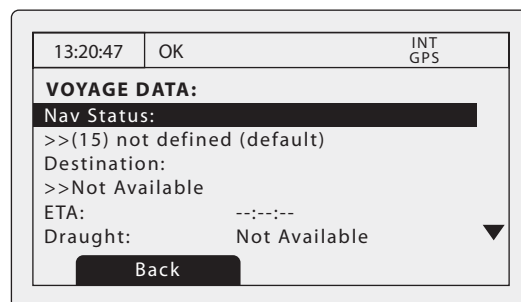 13:20:47 OK INT
GPS
VOYAGE DATA:
Nav Status:
>>(15) not defined (default)
Destination:
>>Not Available
ETA: --:--:--
Draught: Not Available
Back